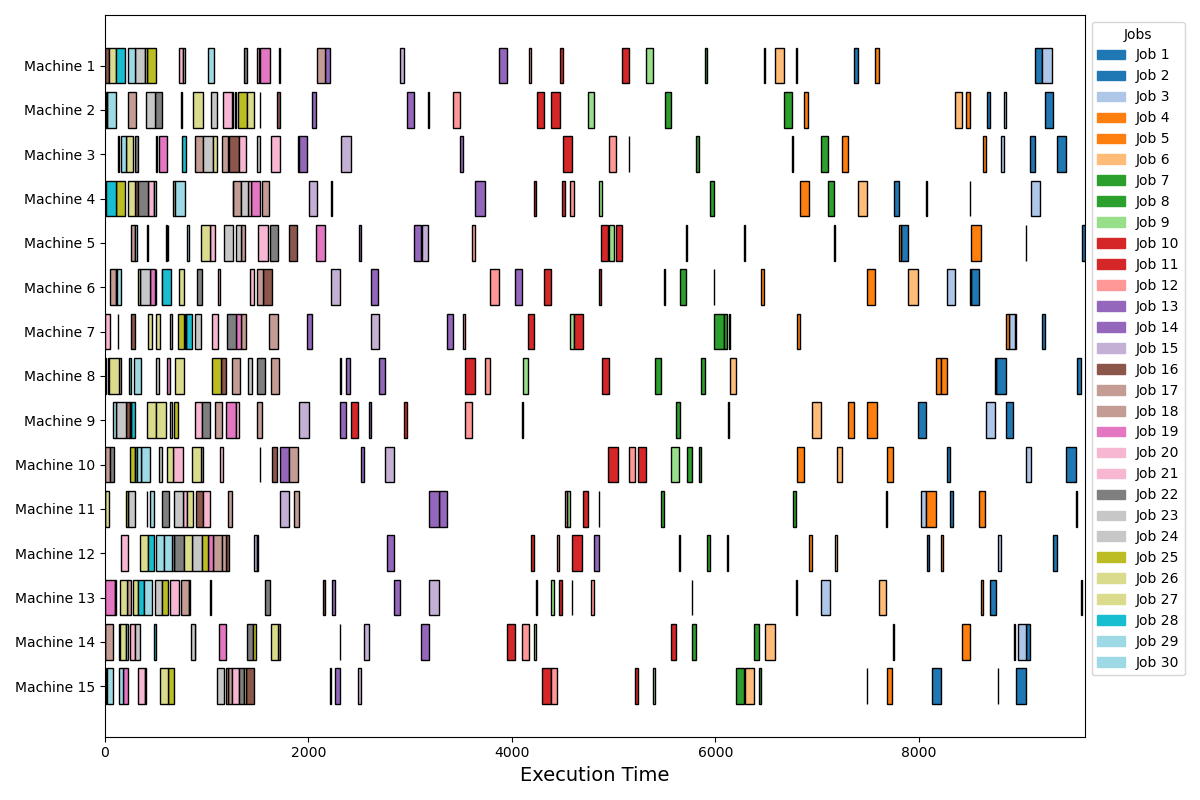 Machine 1
Machine 2
Machine 3
Machine 4
Machine 5
Machine 6
Machine 7
Machine 8
Machine 9
Machine 10
Machine 11
Machine 12
Machine 13
Machine 14
Machine 15
0 2000 4000 6000 8000
Execution Time
Jobs
Job 1
Job 2
Job 3
Job 4
Job 5
Job 6
Job 7
Job 8
Job 9
Job 10
Job 11
Job 12
Job 13
Job 14
Job 15
Job 16
Job 17
Job 18
Job 19
Job 20
Job 21
Job 22
Job 23
Job 24
Job 25
Job 26
Job 27
Job 28
Job 29
Job 30